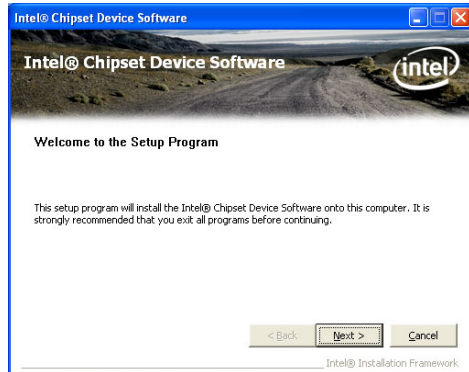 Intel® Chipset Device Software
Intel® Chipset Device Software
intel
Welcome to the Setup Program
This setup program will install the Intel® Chipset Device Software onto this computer. It is
strongly recommended that you exit all programs before continuing.
< Back
Next >
Cancel
Intel® Installation Framework